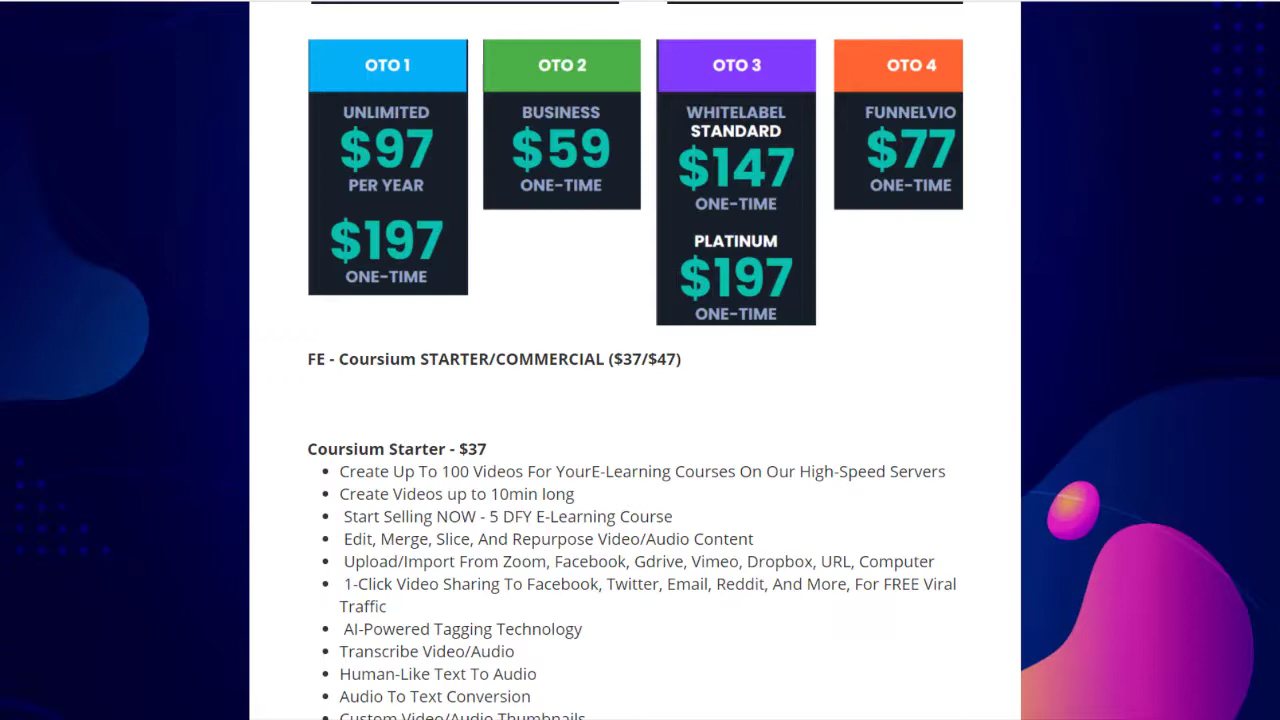 OTO 1
UNLIMITED
$97
PER YEAR
$197
ONE-TIME
OTO 2
BUSINESS
$59
ONE-TIME
OTO 3
WHITELABEL
STANDARD
$147
ONE-TIME
PLATINUM
$197
ONE-TIME
OTO 4
FUNNELVIO
$77
ONE-TIME
FE - Coursium STARTER/COMMERCIAL ($37/$47)
Coursium Starter - $37
• Create Up To 100 Videos For YourE-Learning Courses On Our High-Speed Servers
• Create Videos up to 10min long
• Start Selling NOW - 5 DFY E-Learning Course
• Edit, Merge, Slice, And Repurpose Video/Audio Content
• Upload/Import From Zoom, Facebook, Gdrive, Vimeo, Dropbox, URL, Computer
• 1-Click Video Sharing To Facebook, Twitter, Email, Reddit, And More, For FREE Viral
Traffic
• AI-Powered Tagging Technology
• Transcribe Video/Audio
• Human-Like Text To Audio
• Audio To Text Conversion
• Custom Video/Audio Thumbnails